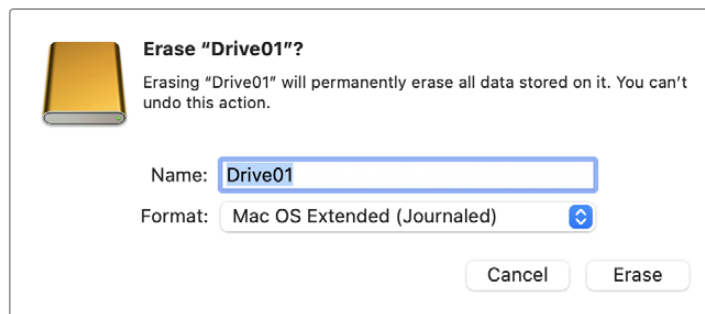 Erase “Drive01”?
Erasing “Drive01” will permanently erase all data stored on it. You can’t
undo this action.
Name: Drive01
Format: Mac OS Extended (Journaled)
Cancel Erase